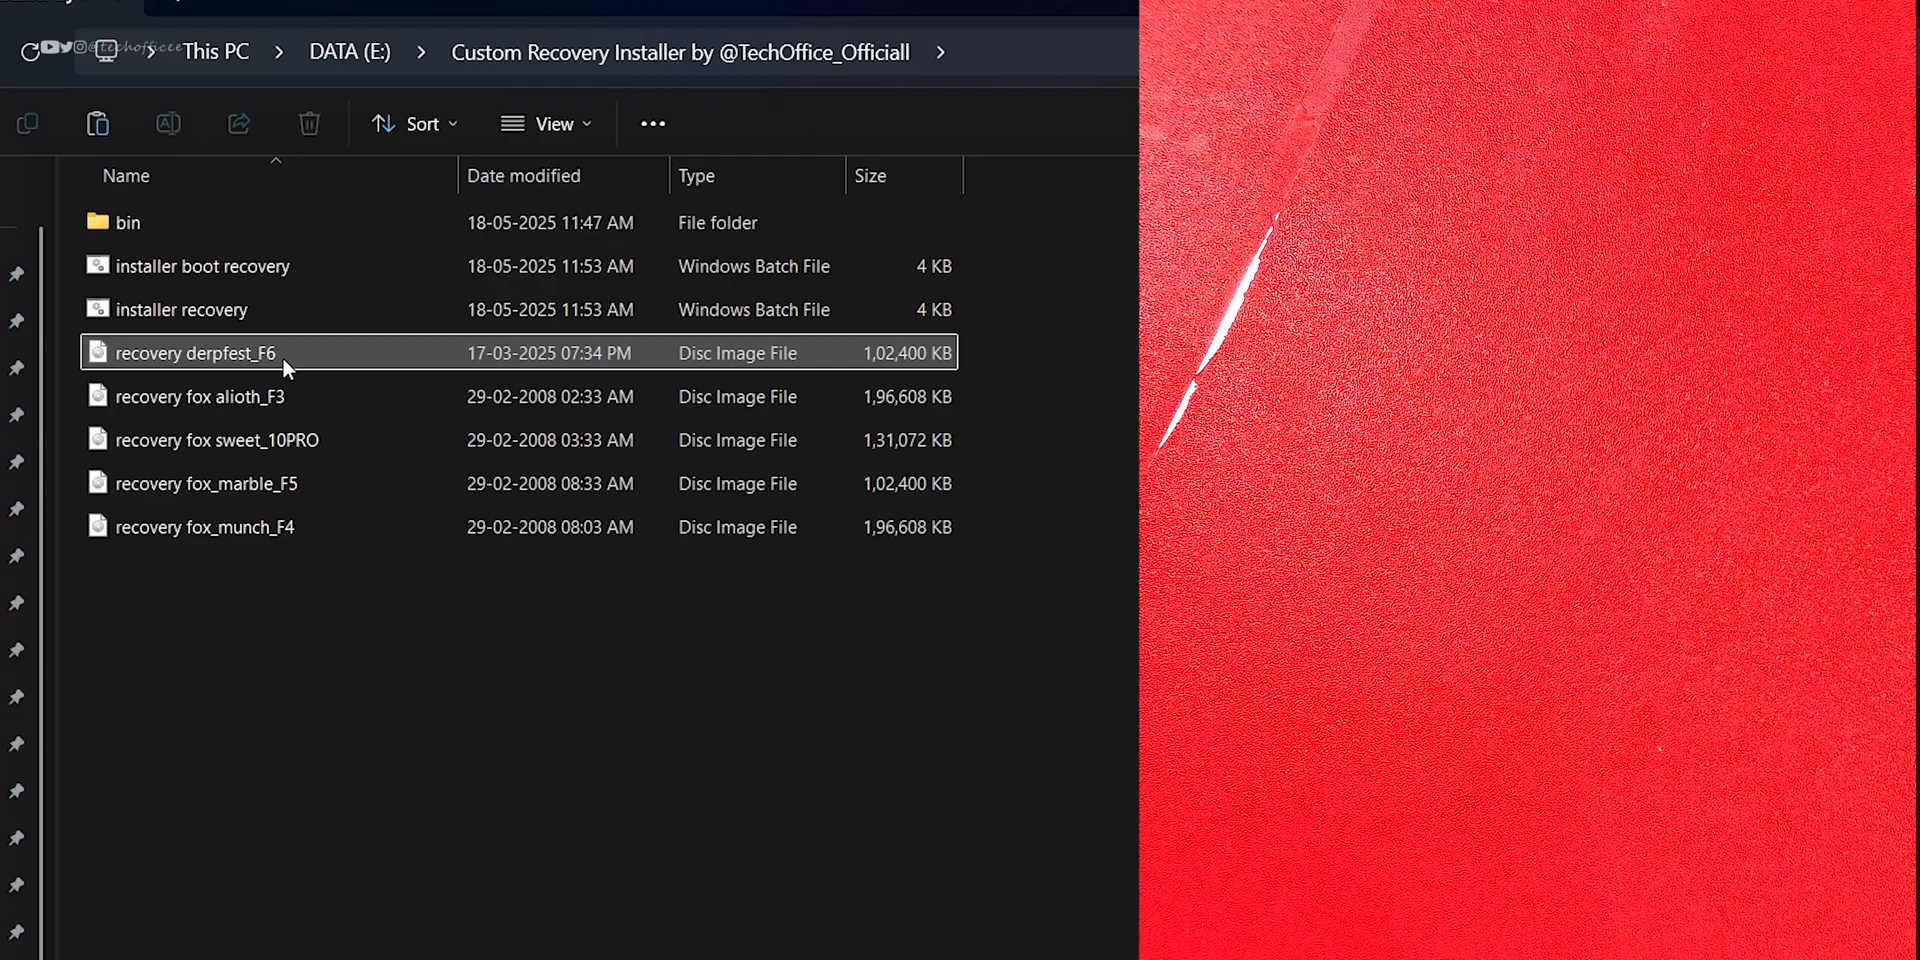 @techofficee
This PC > DATA (E:) > Custom Recovery Installer by @TechOffice_Officiall >
Sort View
Name Date modified Type Size
bin 18-05-2025 11:47 AM File folder
installer boot recovery 18-05-2025 11:53 AM Windows Batch File 4 KB
installer recovery 18-05-2025 11:53 AM Windows Batch File 4 KB
recovery derpfest_F6 17-03-2025 07:34 PM Disc Image File 1,02,400 KB
recovery fox alioth_F3 29-02-2008 02:33 AM Disc Image File 1,96,608 KB
recovery fox sweet_10PRO 29-02-2008 03:33 AM Disc Image File 1,31,072 KB
recovery fox_marble_F5 29-02-2008 08:33 AM Disc Image File 1,02,400 KB
recovery fox_munch_F4 29-02-2008 08:03 AM Disc Image File 1,96,608 KB